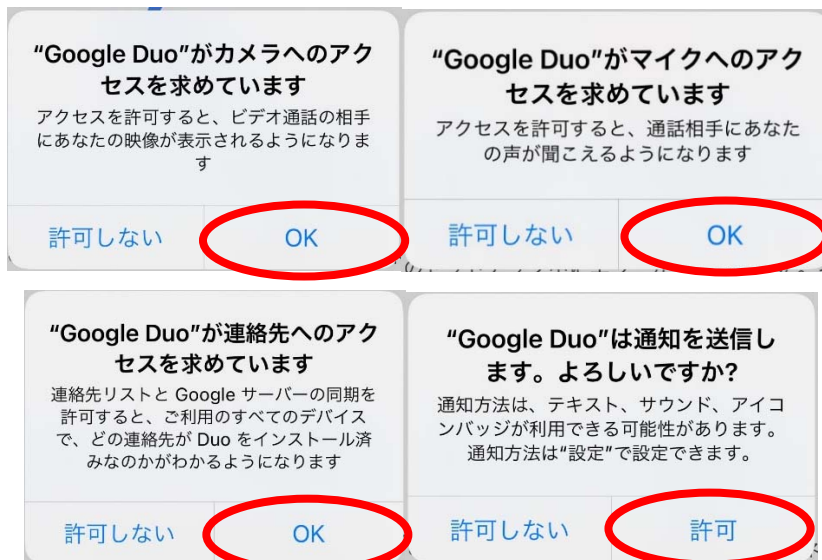 “Google Duo”がカメラへのアク
セスを求めています
アクセスを許可すると、ビデオ通話の相手
にあなたの映像が表示されるようになりま
す
許可しない
OK
“Google Duo”がマイクへのアク
セスを求めています
アクセスを許可すると、通話相手にあなた
の声が聞こえるようになります
許可しない
OK
“Google Duo”が連絡先へのアク
セスを求めています
連絡先リストと Google サーバーの同期を
許可すると、ご利用のすべてのデバイス
で、どの連絡先が Duo をインストール済
みなのかがわかるようになります
許可しない
OK
“Google Duo”は通知を送信し
ます。よろしいですか?
通知方法は、テキスト、サウンド、アイコ
ンバッジが利用できる可能性があります。
通知方法は“設定”で設定できます。
許可しない
許可